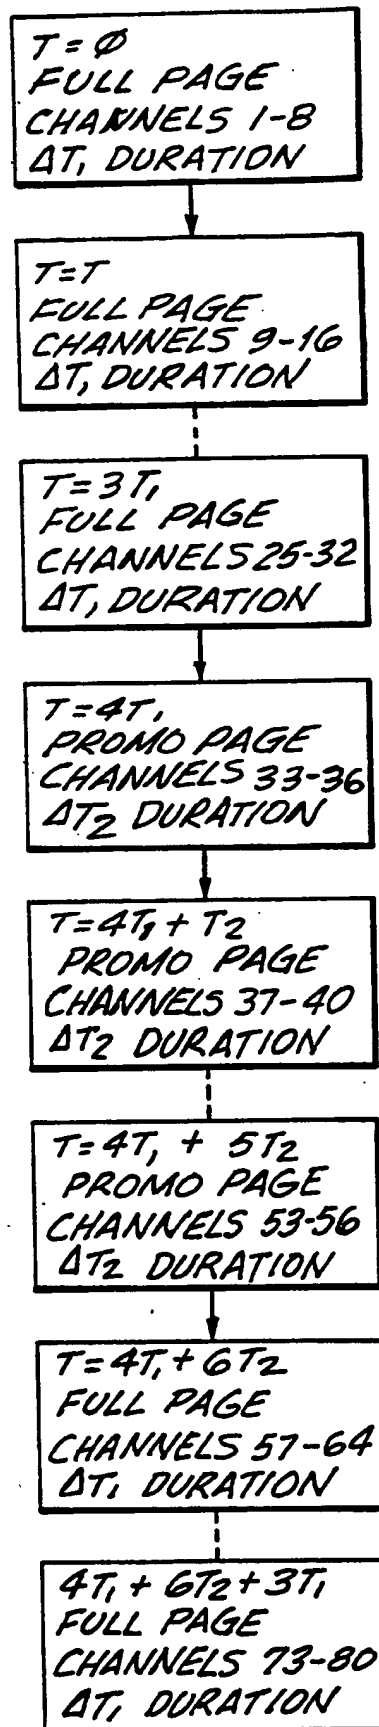 T=Ø
FULL PAGE
CHANNELS 1-8
ΔT, DURATION
T=T
FULL PAGE
CHANNELS 9-16
ΔT, DURATION
T=3T,
FULL PAGE
CHANNELS 25-32
ΔT, DURATION
T=4T,
PROMO PAGE
CHANNELS 33-36
ΔT2 DURATION
T=4T1 + T2
PROMO PAGE
CHANNELS 37-40
ΔT2 DURATION
T=4T, + 5T2
PROMO PAGE
CHANNELS 53-56
ΔT2 DURATION
T=4T, + 6T2
FULL PAGE
CHANNELS 57-64
ΔT, DURATION
4T1 + 6T2 + 3T1
FULL PAGE
CHANNELS 73-80
ΔT, DURATION